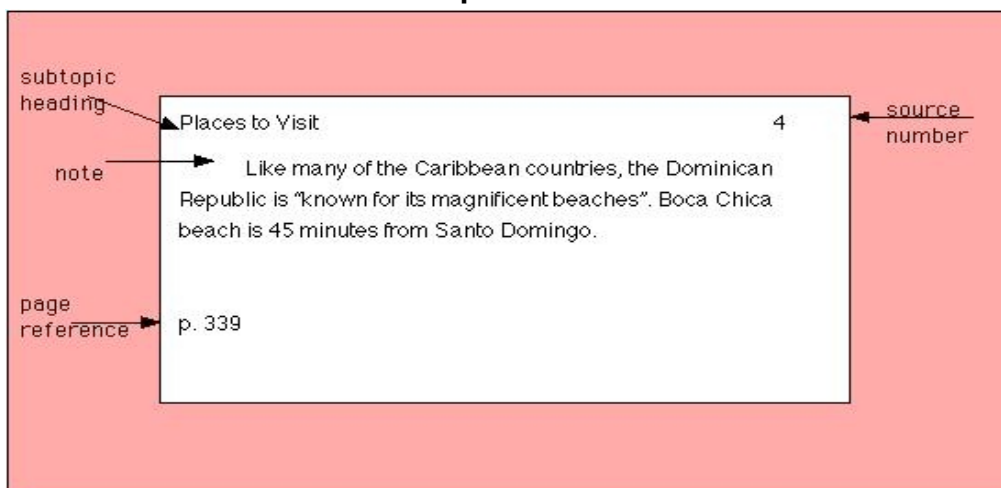 subtopic
heading
Places to Visit 4
source
number
note
Like many of the Caribbean countries, the Dominican
Republic is "known for its magnificent beaches". Boca Chica
beach is 45 minutes from Santo Domingo.
page
reference
p. 339